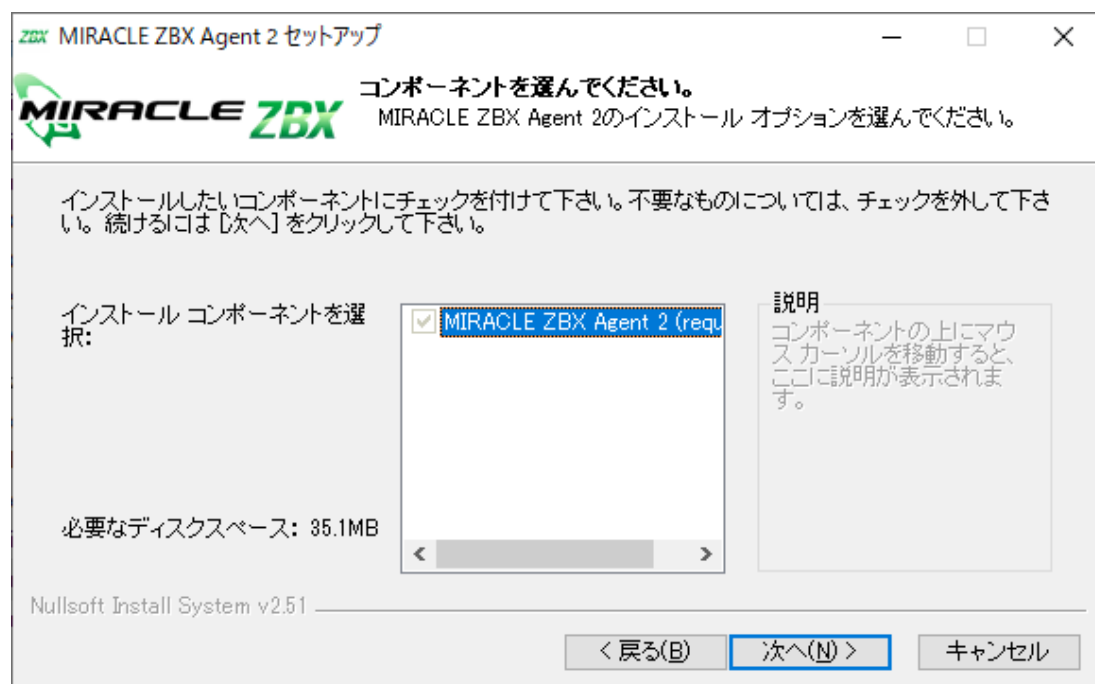 ZBX MIRACLE ZBX Agent 2 セットアップ
MIRACLE ZBX
コンポーネントを選んでください。
MIRACLE ZBX Agent 2のインストール オプションを選んでください。
インストールしたいコンポーネントにチェックを付けて下さい。不要なものについては、チェックを外して下さ
い。 続けるには [次へ] をクリックして下さい。
インストール コンポーネントを選
択:
MIRACLE ZBX Agent 2 (requ
説明
コンポーネントの上にマウ
ス カーソルを移動すると、
ここに説明が表示されま
す。
必要なディスクスペース: 35.1MB
Nullsoft Install System v2.51
< 戻る(B)
次へ(N) >
キャンセル